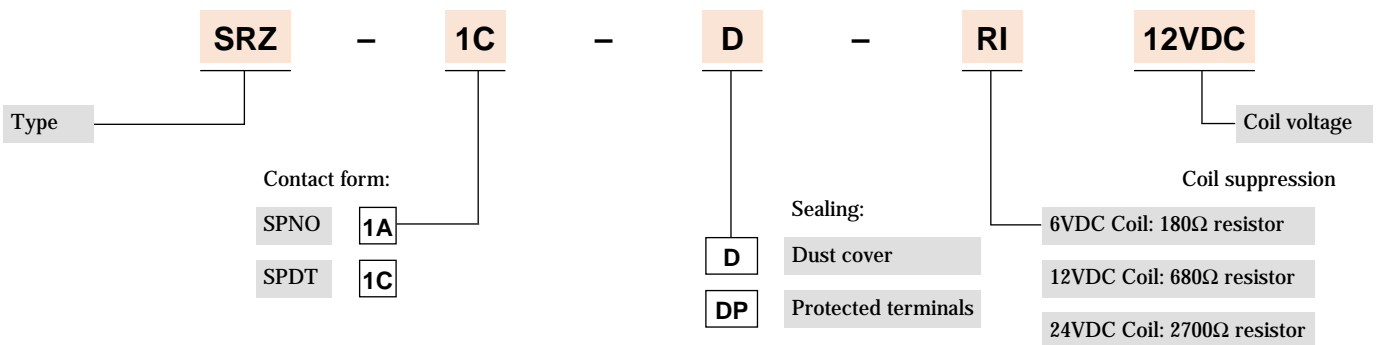 SRZ – 1C – D – RI 12VDC
Type
Coil voltage
Contact form:
SPNO 1A
SPDT 1C
Sealing:
D Dust cover
DP Protected terminals
Coil suppression
6VDC Coil: 180Ω resistor
12VDC Coil: 680Ω resistor
24VDC Coil: 2700Ω resistor